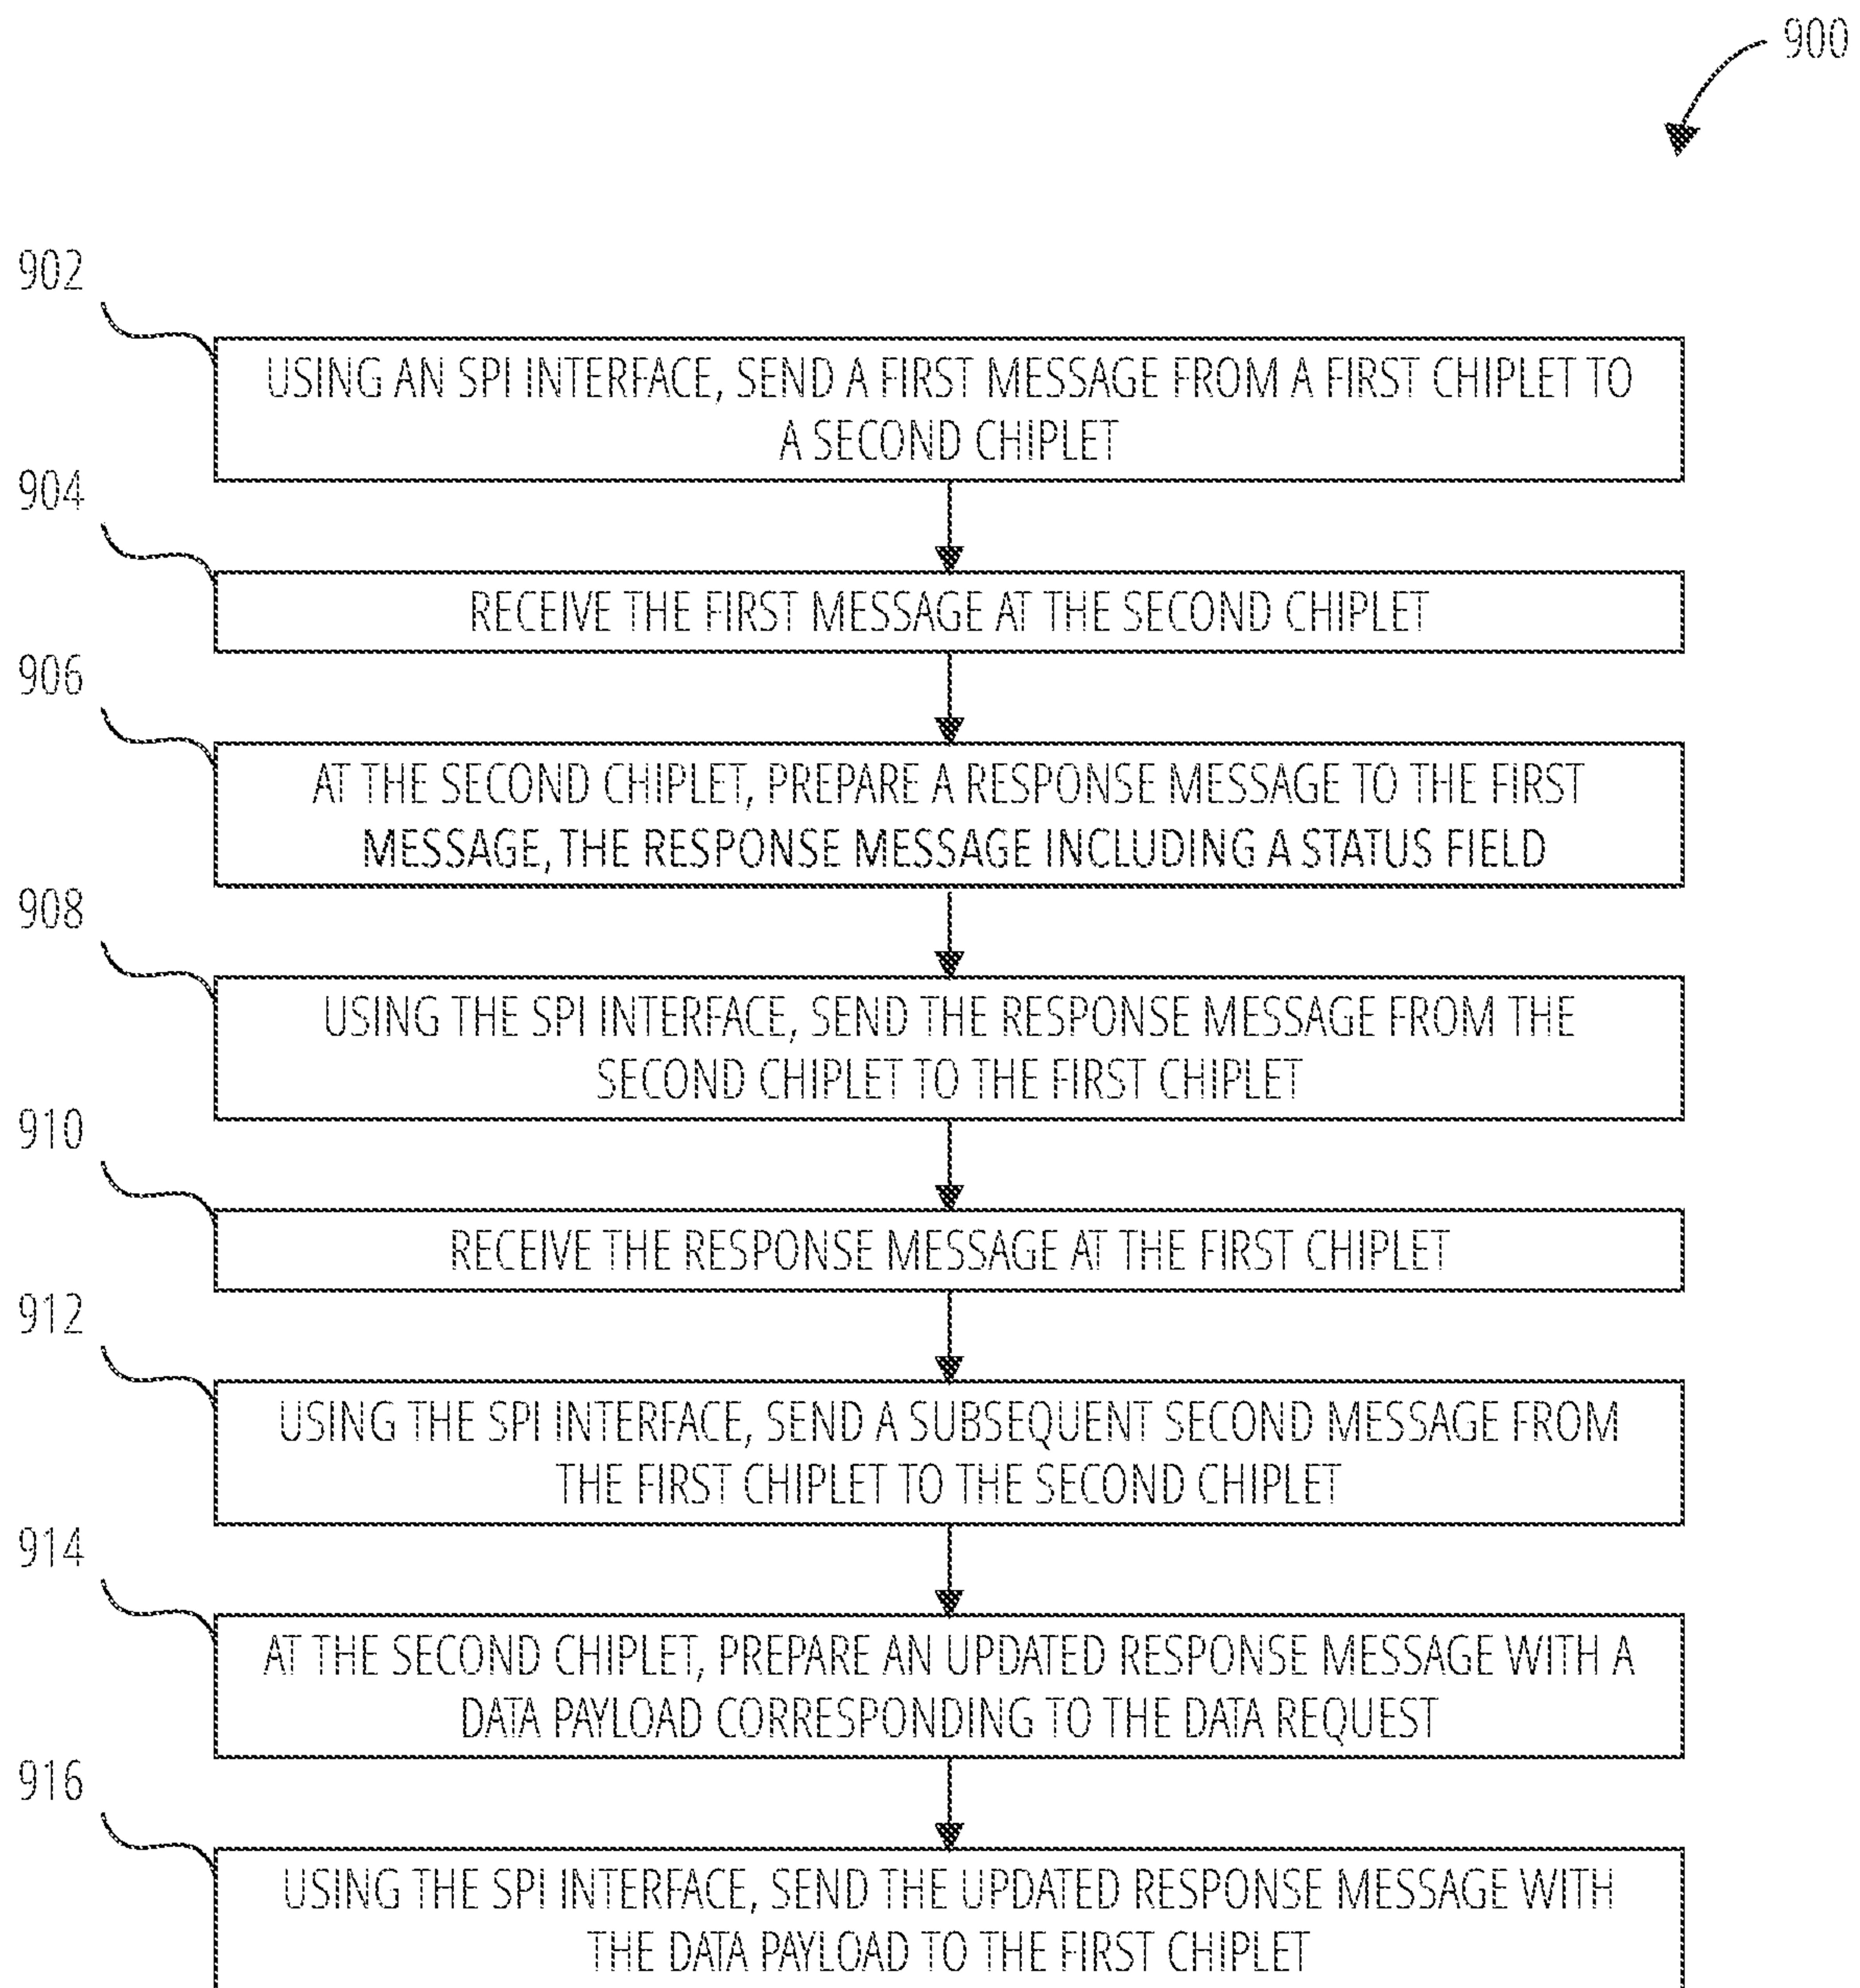 900
902
USING AN SPI INTERFACE, SEND A FIRST MESSAGE FROM A FIRST CHIPLET TO
A SECOND CHIPLET
904
RECEIVE THE FIRST MESSAGE AT THE SECOND CHIPLET
906
AT THE SECOND CHIPLET, PREPARE A RESPONSE MESSAGE TO THE FIRST
MESSAGE, THE RESPONSE MESSAGE INCLUDING A STATUS FIELD
908
USING THE SPI INTERFACE, SEND THE RESPONSE MESSAGE FROM THE
SECOND CHIPLET TO THE FIRST CHIPLET
910
RECEIVE THE RESPONSE MESSAGE AT THE FIRST CHIPLET
912
USING THE SPI INTERFACE, SEND A SUBSEQUENT SECOND MESSAGE FROM
THE FIRST CHIPLET TO THE SECOND CHIPLET
914
AT THE SECOND CHIPLET, PREPARE AN UPDATED RESPONSE MESSAGE WITH A
DATA PAYLOAD CORRESPONDING TO THE DATA REQUEST
916
USING THE SPI INTERFACE, SEND THE UPDATED RESPONSE MESSAGE WITH
THE DATA PAYLOAD TO THE FIRST CHIPLET